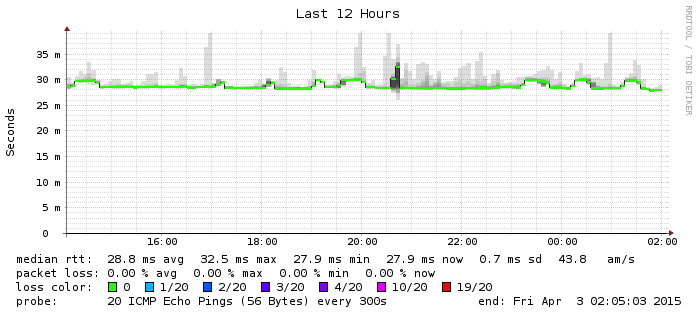 Last 12 Hours
RRDTOOL / TOBI OETIKER
Seconds
35 m
30 m
25 m
20 m
15 m
10 m
5 m
0
16:00 18:00 20:00 22:00 00:00 02:00
median rtt: 28.8 ms avg 32.5 ms max 27.9 ms min 27.9 ms now 0.7 ms sd 43.8 am/s
packet loss: 0.00 % avg 0.00 % max 0.00 % min 0.00 % now
loss color: 0 1/20 2/20 3/20 4/20 10/20 19/20
probe: 20 ICMP Echo Pings (56 Bytes) every 300s end: Fri Apr 3 02:05:03 2015